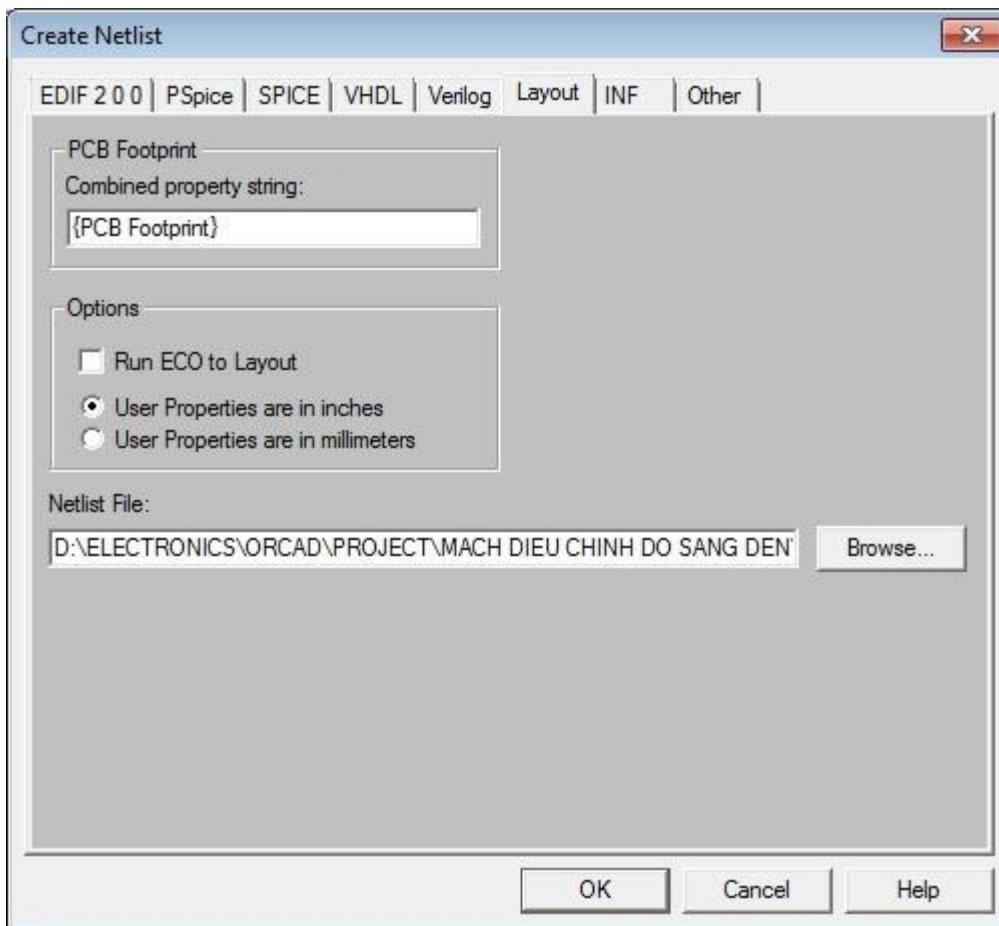 Create Netlist
EDIF 2 0 0 PSpice SPICE VHDL Verilog Layout INF Other
PCB Footprint
Combined property string:
{PCB Footprint}
Options
Run ECO to Layout
User Properties are in inches
User Properties are in millimeters
Netlist File:
D:\ELECTRONICS\ORCAD\PROJECT\MACH DIEU CHINH DO SANG DEN
Browse...
OK Cancel Help